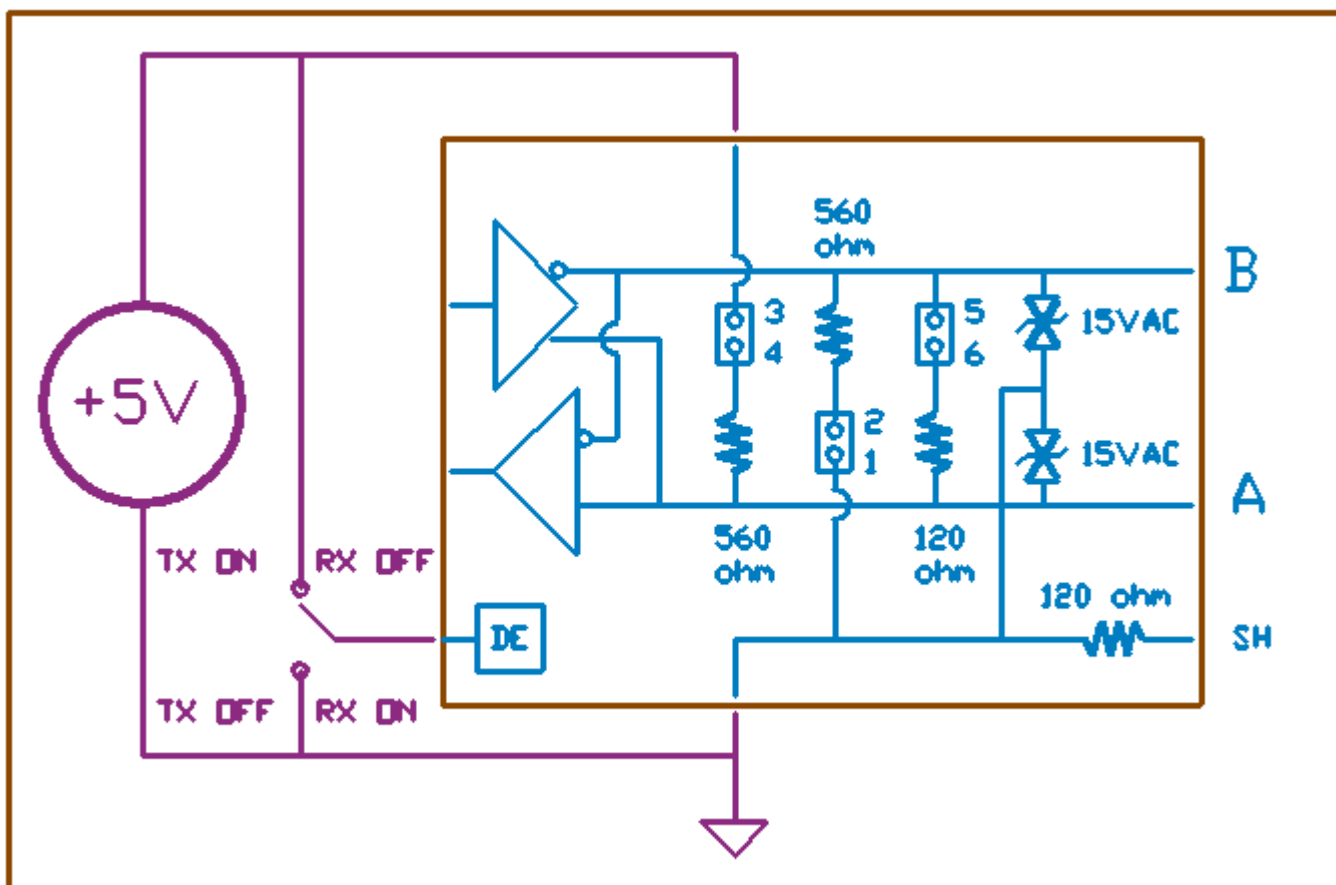 560
ohm
B
3
4
5
6
15VAC
+5V
2
1
15VAC
A
560
ohm
120
ohm
TX ON
RX OFF
120 ohm
DE
SH
TX OFF
RX ON